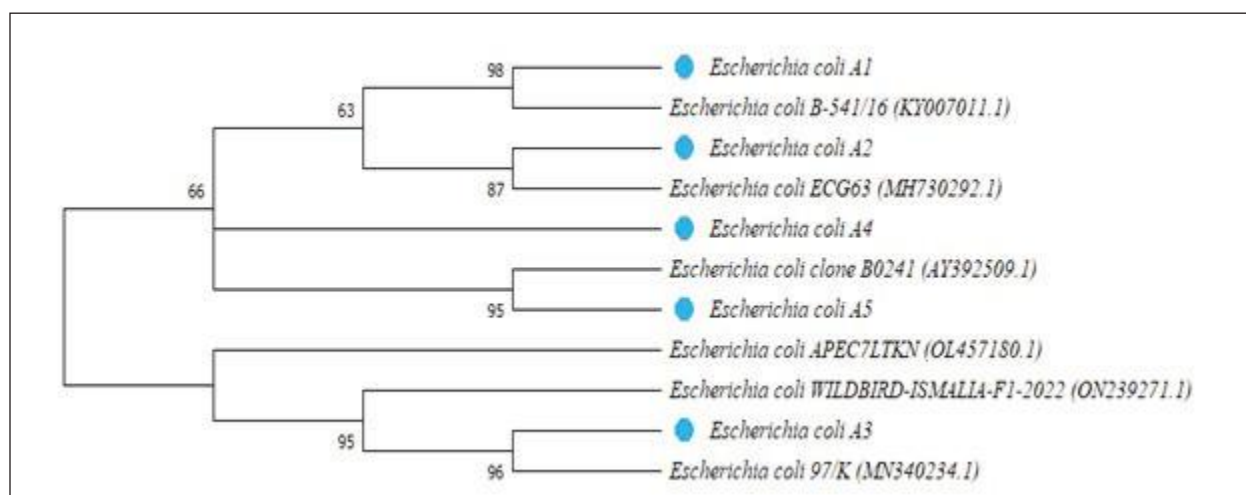 98
Escherichia coli A1
Escherichia coli B-541/16 (KY007011.1)
63
Escherichia coli A2
87
Escherichia coli ECG63 (MH730292.1)
66
Escherichia coli A4
Escherichia coli clone B0241 (AY392509.1)
95
Escherichia coli A5
Escherichia coli APEC7LTKN (OL457180.1)
Escherichia coli WILDBIRD-ISMALIA-F1-2022 (ON239271.1)
95
Escherichia coli A3
96
Escherichia coli 97/K (MN340234.1)